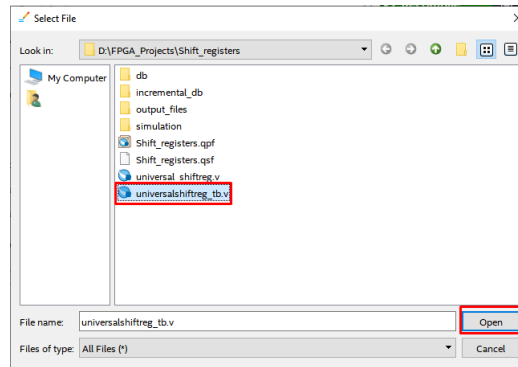 Select File
Look in: D:\FPGA_Projects\Shift_registers
My Computer
db
incremental_db
output_files
simulation
Shift_registers.qpf
Shift_registers.qsf
universal_shiftreg.v
universalshiftreg_tb.v
File name: universalshiftreg_tb.v
Open
Files of type: All Files (*)
Cancel